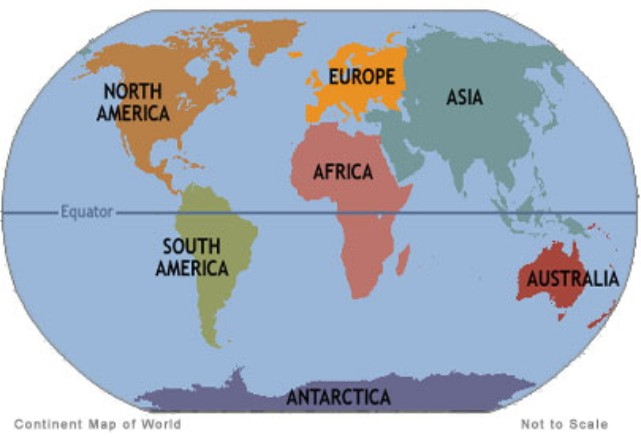 EUROPE
NORTH
AMERICA
ASIA
AFRICA
Equator
SOUTH
AMERICA
AUSTRALIA
ANTARCTICA
Continent Map of World
Not to Scale